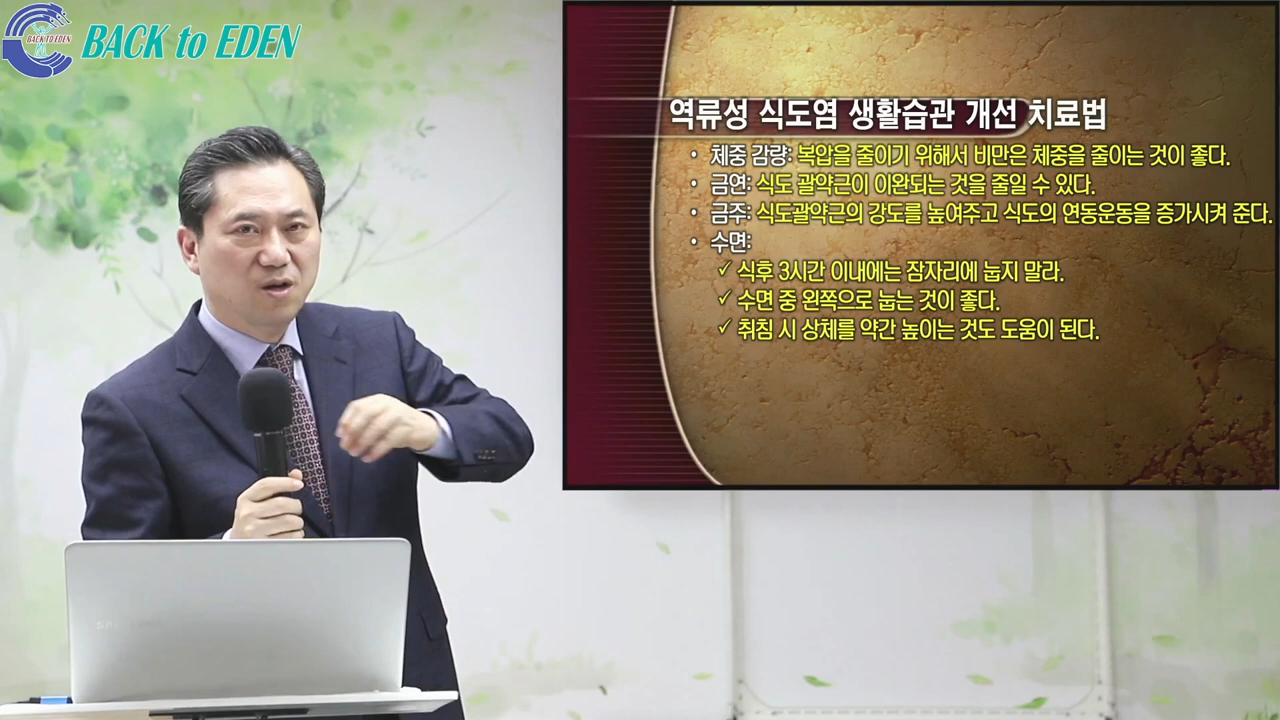 BACK TO EDEN
BACK to EDEN
역류성 식도염 생활습관 개선 치료법
• 체중 감량: 복압을 줄이기 위해서 비만은 체중을 줄이는 것이 좋다.
• 금연: 식도 괄약근이 이완되는 것을 줄일 수 있다.
• 금주: 식도괄약근의 강도를 높여주고 식도의 연동운동을 증가시켜 준다.
• 수면:
✓ 식후 3시간 이내에는 잠자리에 눕지 말라.
✓ 수면 중 왼쪽으로 눕는 것이 좋다.
✓ 취침 시 상체를 약간 높이는 것도 도움이 된다.